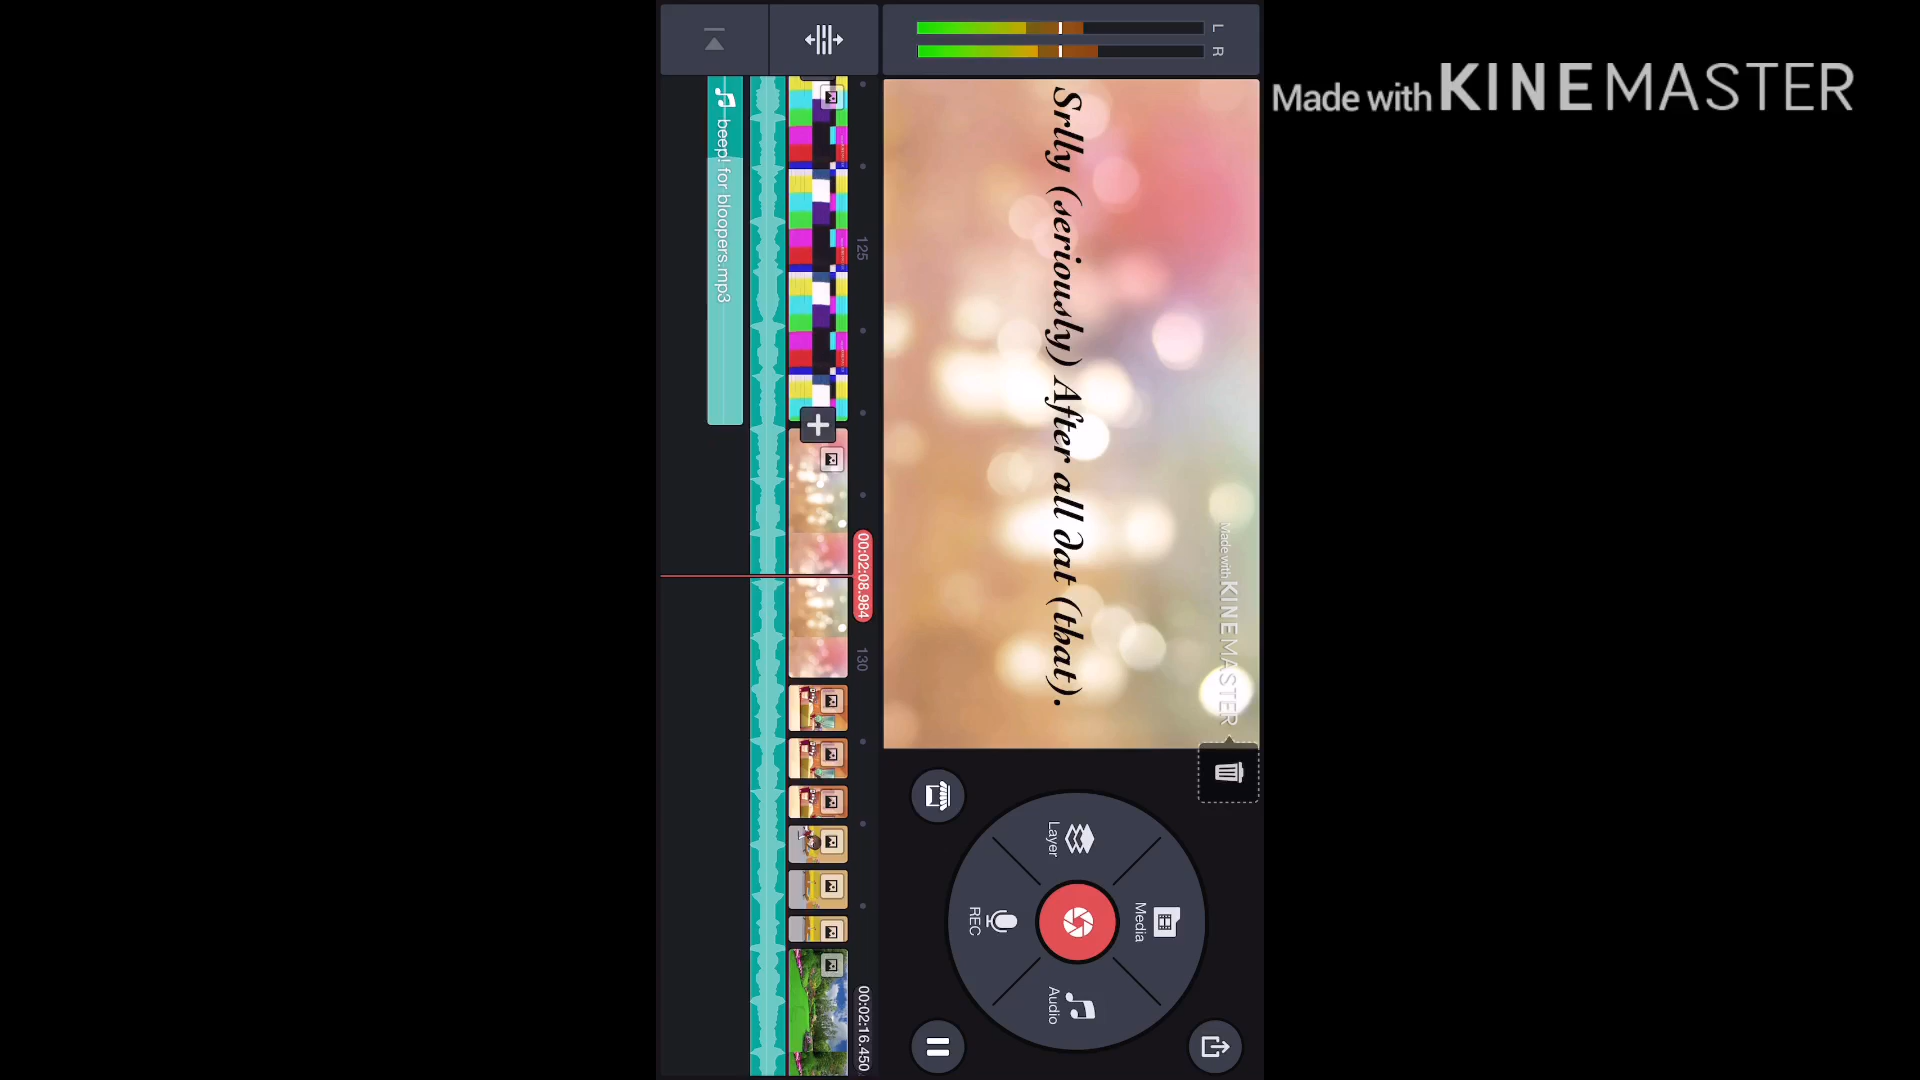 Made with KINEMASTER
L
R
Srlly (seriously) After all dat (tbat).
Made with KINEMASTER
beep! for bloopers.mp3
125
00:02:08.984
130
00:02:16.450
Media
Layer
REC
Audio